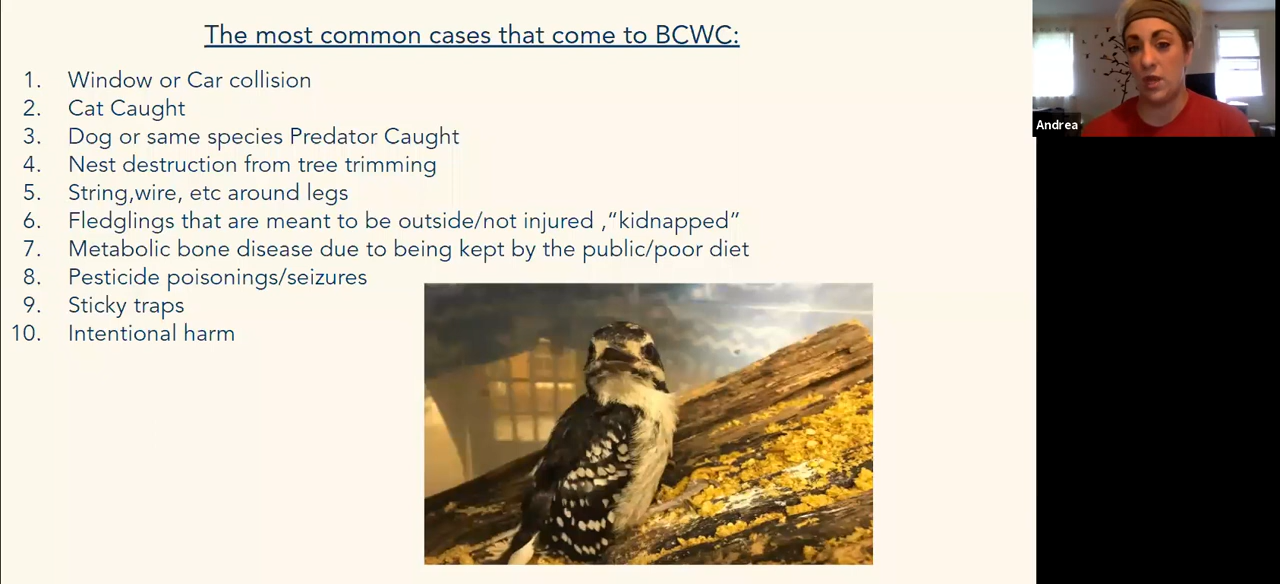 The most common cases that come to BCWC:
1. Window or Car collision
2. Cat Caught
3. Dog or same species Predator Caught
4. Nest destruction from tree trimming
5. String,wire, etc around legs
6. Fledglings that are meant to be outside/not injured ,“kidnapped”
7. Metabolic bone disease due to being kept by the public/poor diet
8. Pesticide poisonings/seizures
9. Sticky traps
10. Intentional harm
Andrea